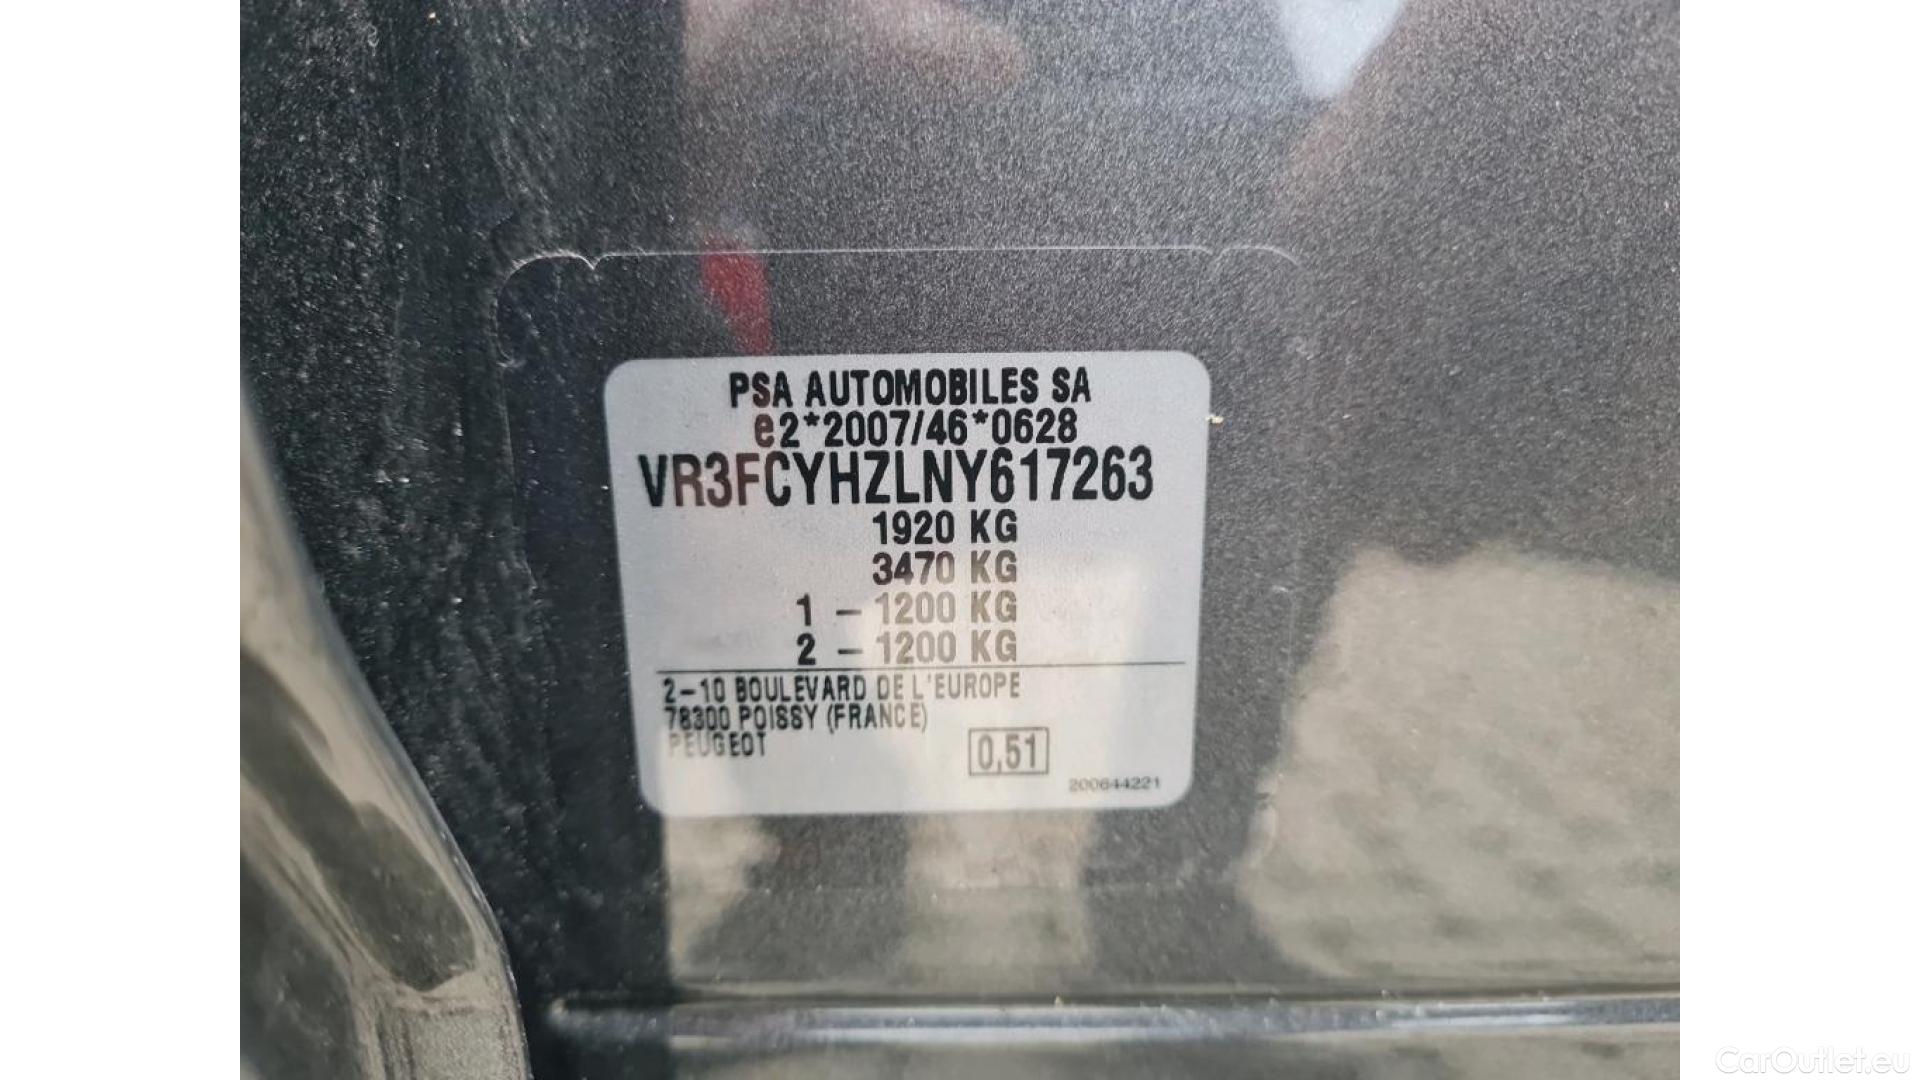 PSA AUTOMOBILES SA
e2*2007/46*0628
VR3FCYHZLNY617263
1920 KG
3470 KG
1 – 1200 KG
2 – 1200 KG
2–10 BOULEVARD DE L'EUROPE
78300 POISSY (FRANCE)
PEUGEOT
0,51
200644221
CarOutlet.eu